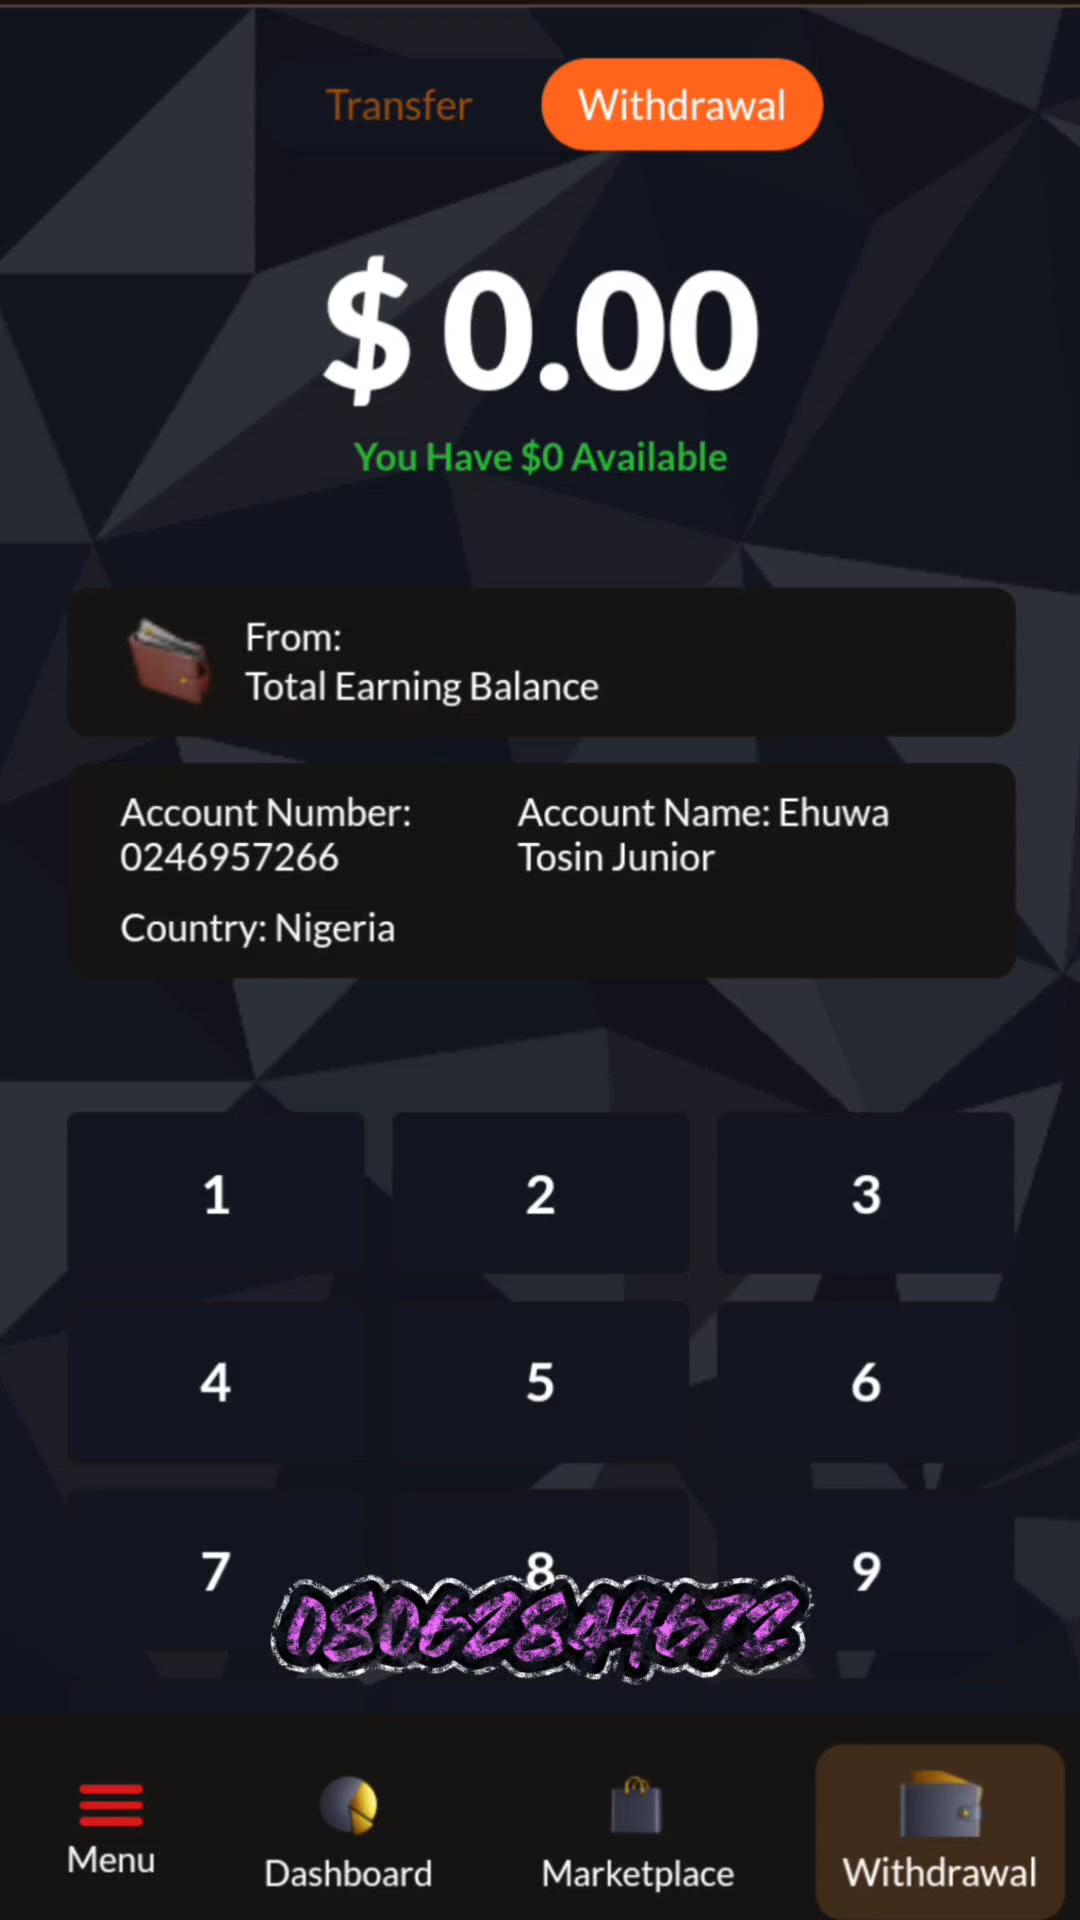 Transfer
Withdrawal
$ 0.00
You Have $0 Available
From:
Total Earning Balance
Account Number:
0246957266
Account Name: Ehuwa
Tosin Junior
Country: Nigeria
1
2
3
4
5
6
7
8
9
08062849672
Menu
Dashboard
Marketplace
Withdrawal